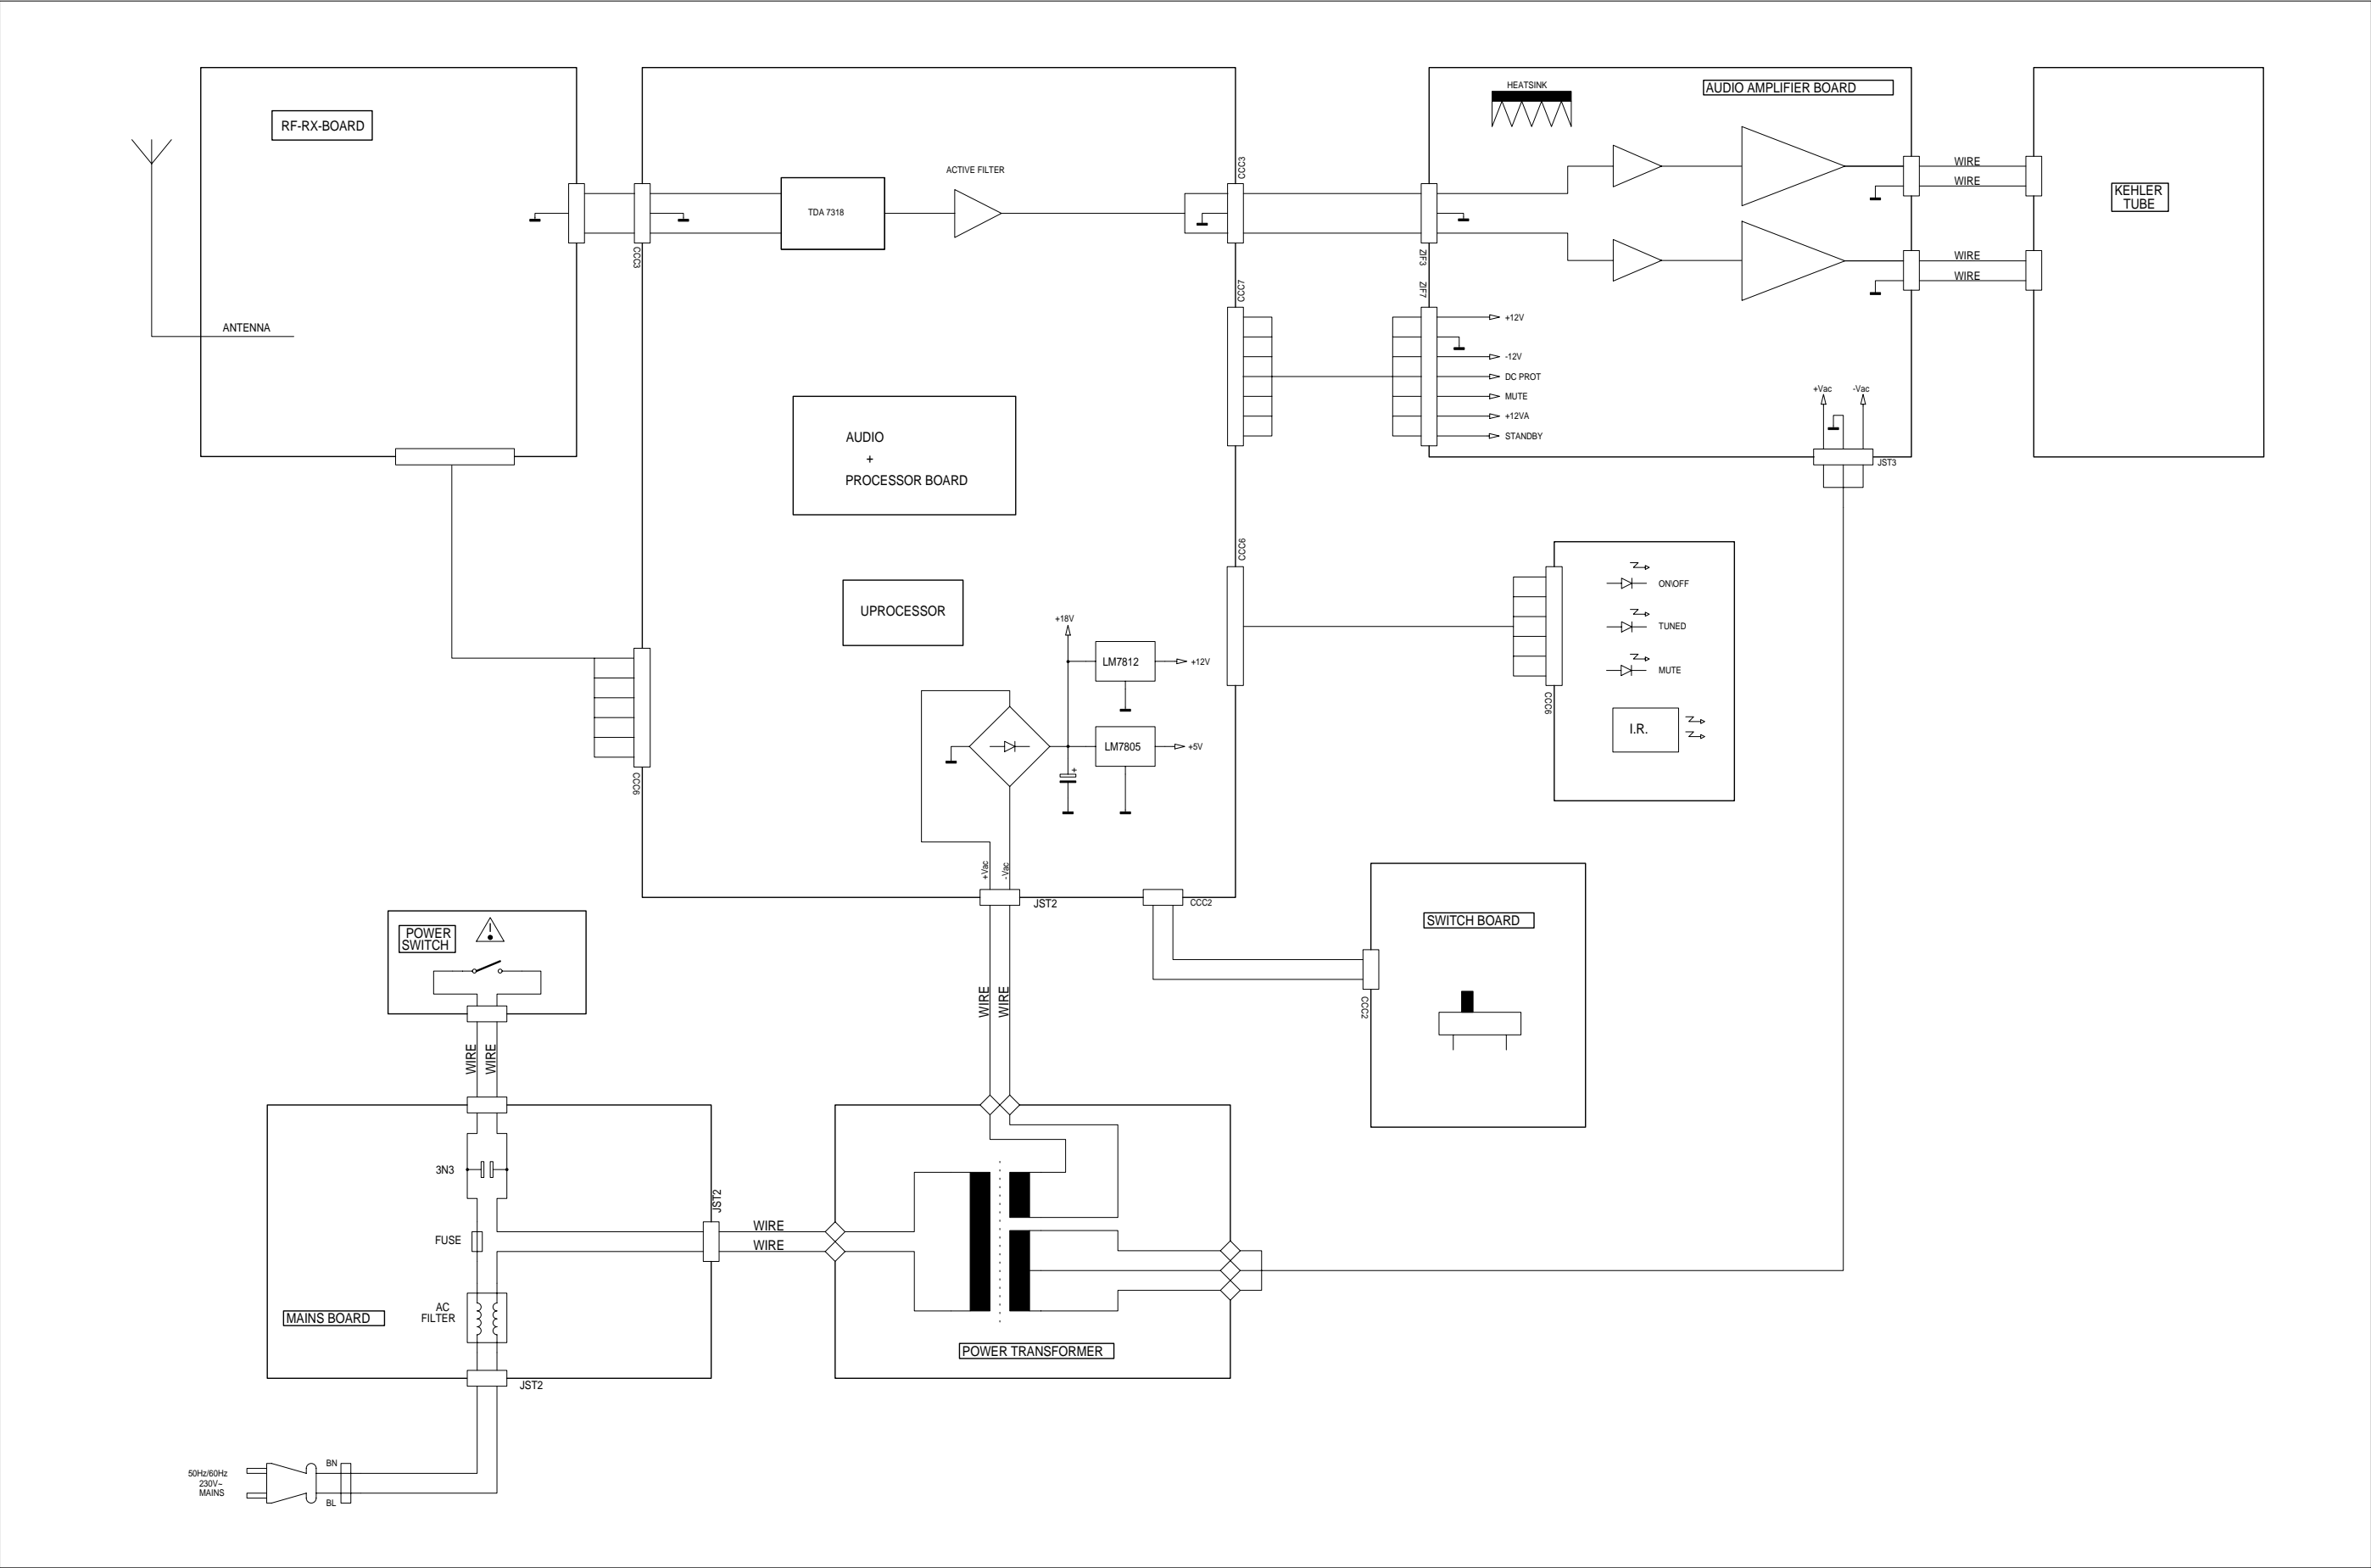 RF-RX-BOARD
ANTENNA
CCC3
TDA 7318
ACTIVE FILTER
CCC3
CCC7
AUDIO
+
PROCESSOR BOARD
UPROCESSOR
CCC6
CCC6
+18V
LM7812
+12V
LM7805
+5V
+
+Vac
-Vac
JST2
CCC2
HEATSINK
AUDIO AMPLIFIER BOARD
ZIF3
ZIF7
+12V
-12V
DC PROT
MUTE
+12VA
STANDBY
+Vac
-Vac
JST3
WIRE
WIRE
WIRE
WIRE
KEHLER
TUBE
ON\OFF
TUNED
MUTE
I.R.
CCC6
SWITCH BOARD
CCC2
POWER
SWITCH
!
WIRE
WIRE
WIRE
WIRE
3N3
FUSE
AC
FILTER
MAINS BOARD
JST2
JST2
WIRE
WIRE
POWER TRANSFORMER
50Hz/60Hz
230V~
MAINS
BN
BL